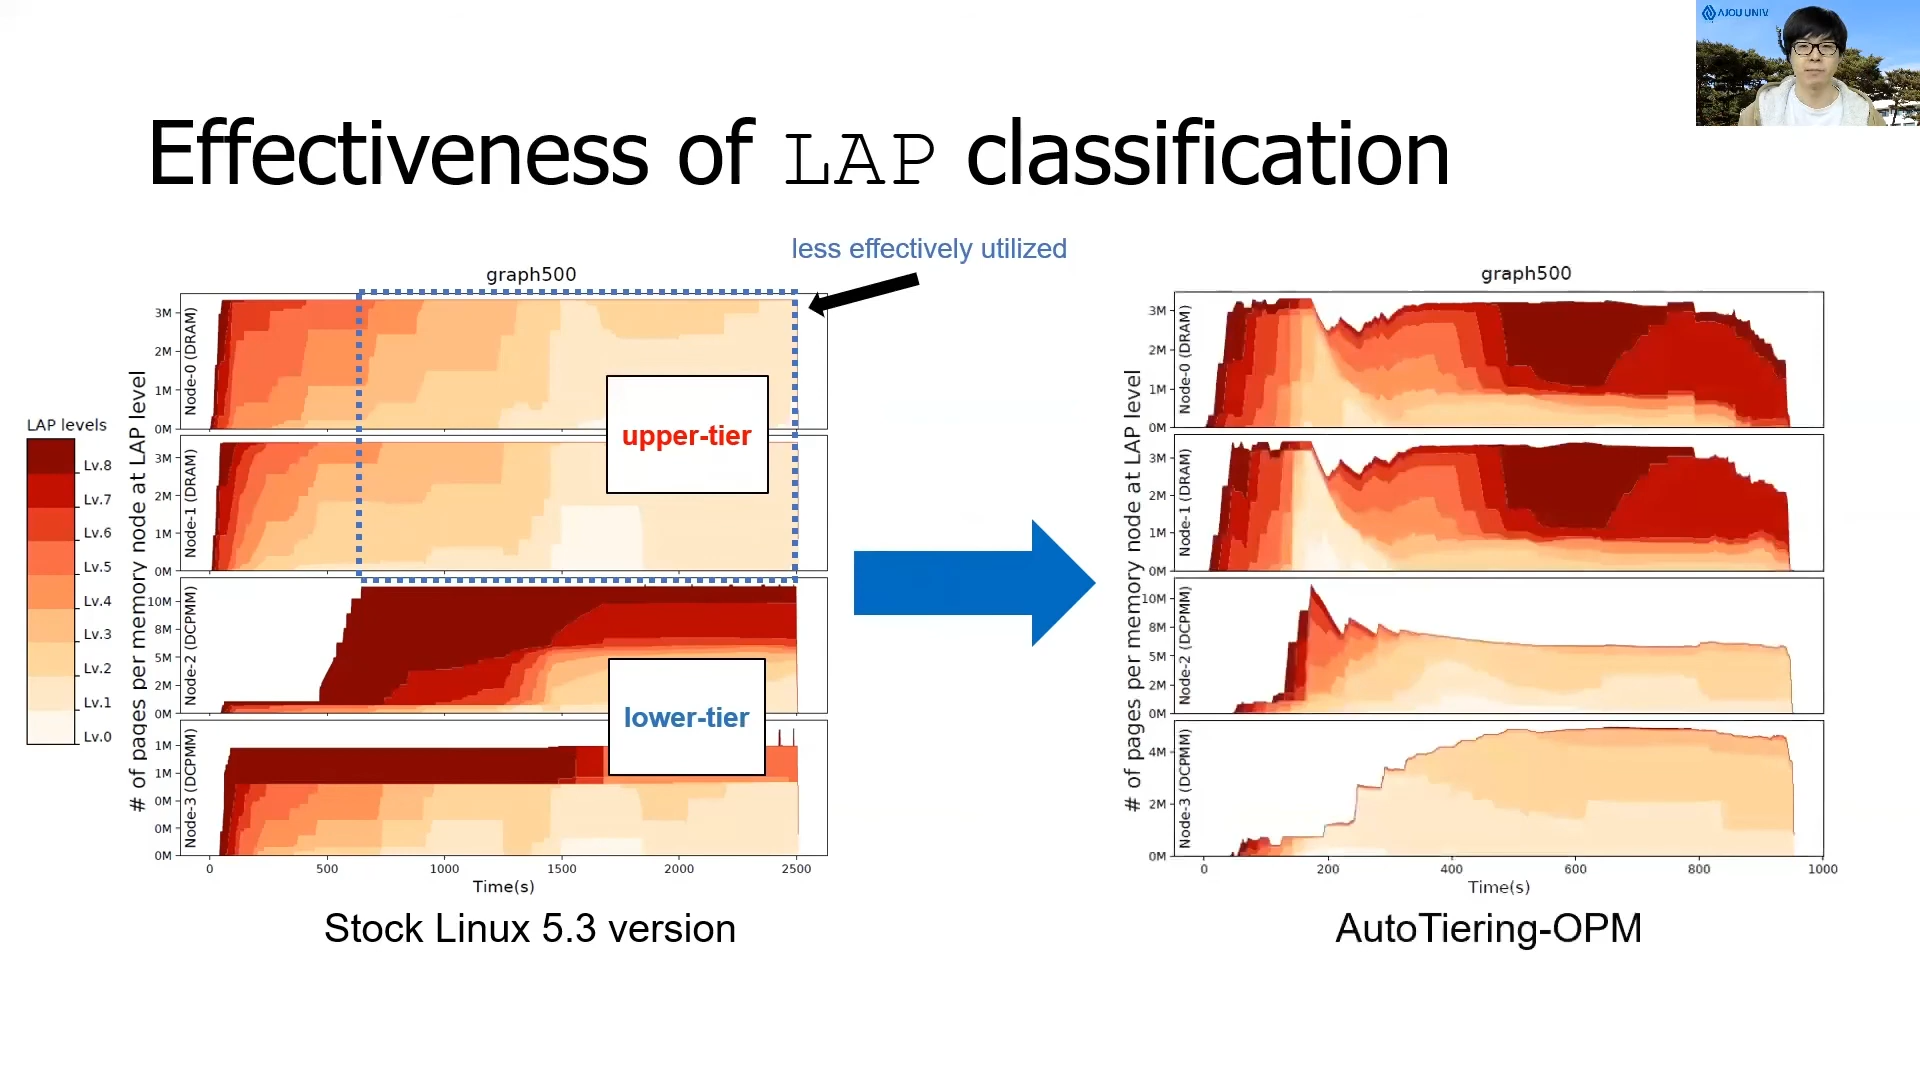 AJOU UNIV.
Effectiveness of LAP classification
less effectively utilized
graph500
LAP levels
Lv.8
Lv.7
Lv.6
Lv.5
Lv.4
Lv.3
Lv.2
Lv.1
Lv.0
# of pages per memory node at LAP level
Node-0 (DRAM)
3M
2M
1M
0M
Node-1 (DRAM)
3M
2M
1M
0M
upper-tier
Node-2 (DCPMM)
10M
8M
5M
2M
0M
lower-tier
Node-3 (DCPMM)
1M
1M
0M
0M
0M
0 500 1000 1500 2000 2500
Time(s)
Stock Linux 5.3 version
graph500
# of pages per memory node at LAP level
Node-0 (DRAM)
3M
2M
1M
0M
Node-1 (DRAM)
3M
2M
1M
0M
Node-2 (DCPMM)
10M
8M
5M
2M
0M
Node-3 (DCPMM)
4M
2M
0M
0 200 400 600 800 1000
Time(s)
AutoTiering-OPM